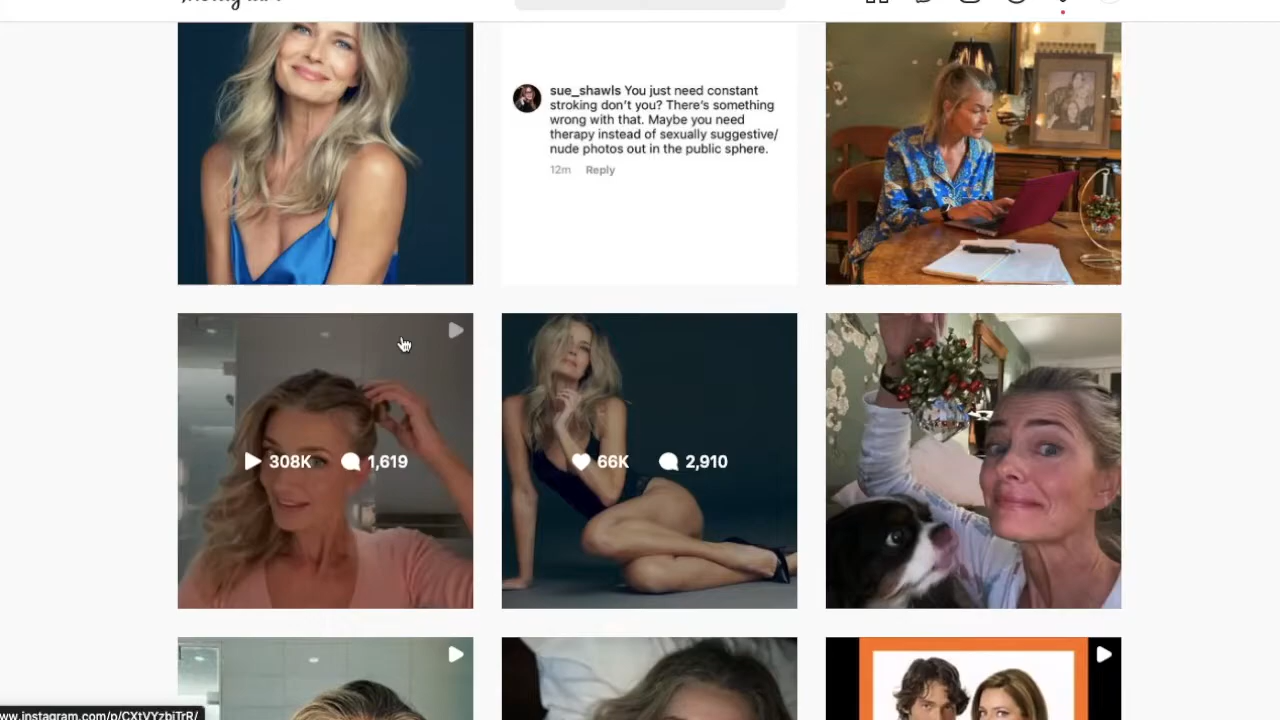 sue_shawls You just need constant
stroking don't you? There's something
wrong with that. Maybe you need
therapy instead of sexually suggestive/
nude photos out in the public sphere.
12m Reply
308K 1,619
66K 2,910
ww.instagram.com/p/CXtVYzbiTrR/